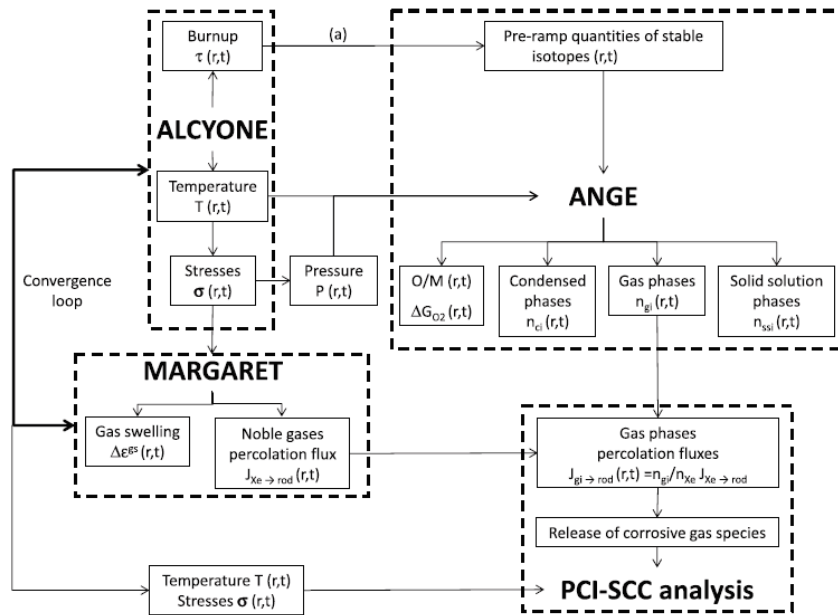 Burnup
τ (r,t)
(a)
Pre-ramp quantities of stable
isotopes (r,t)
ALCYONE
Temperature
T (r,t)
ANGE
Convergence
loop
Stresses
σ (r,t)
Pressure
P (r,t)
O/M (r,t)
ΔG_O2 (r,t)
Condensed
phases
n_ci (r,t)
Gas phases
n_gi (r,t)
Solid solution
phases
n_ssi (r,t)
MARGARET
Gas swelling
Δε^gs (r,t)
Noble gases
percolation flux
J_Xe → rod (r,t)
Gas phases
percolation fluxes
J_gi → rod (r,t) =n_gi/n_Xe J_Xe → rod
Release of corrosive gas species
Temperature T (r,t)
Stresses σ (r,t)
PCI-SCC analysis